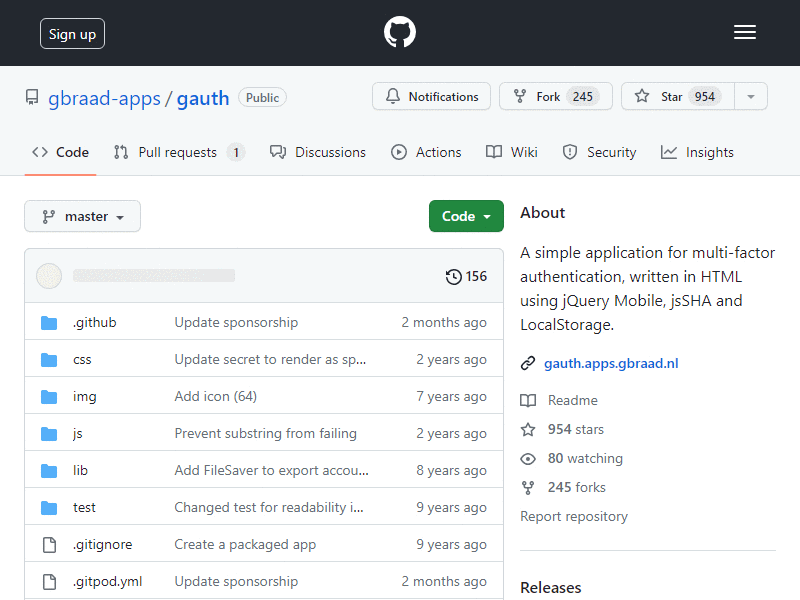 Sign up
gbraad-apps / gauth Public
Notifications Fork 245 Star 954
Code Pull requests 1 Discussions Actions Wiki Security Insights
master Code
156
.github Update sponsorship 2 months ago
css Update secret to render as sp... 2 years ago
img Add icon (64) 7 years ago
js Prevent substring from failing 2 years ago
lib Add FileSaver to export accou... 8 years ago
test Changed test for readability i... 9 years ago
.gitignore Create a packaged app 9 years ago
.gitpod.yml Update sponsorship 2 months ago
About
A simple application for multi-factor
authentication, written in HTML
using jQuery Mobile, jsSHA and
LocalStorage.
gauth.apps.gbraad.nl
Readme
954 stars
80 watching
245 forks
Report repository
Releases